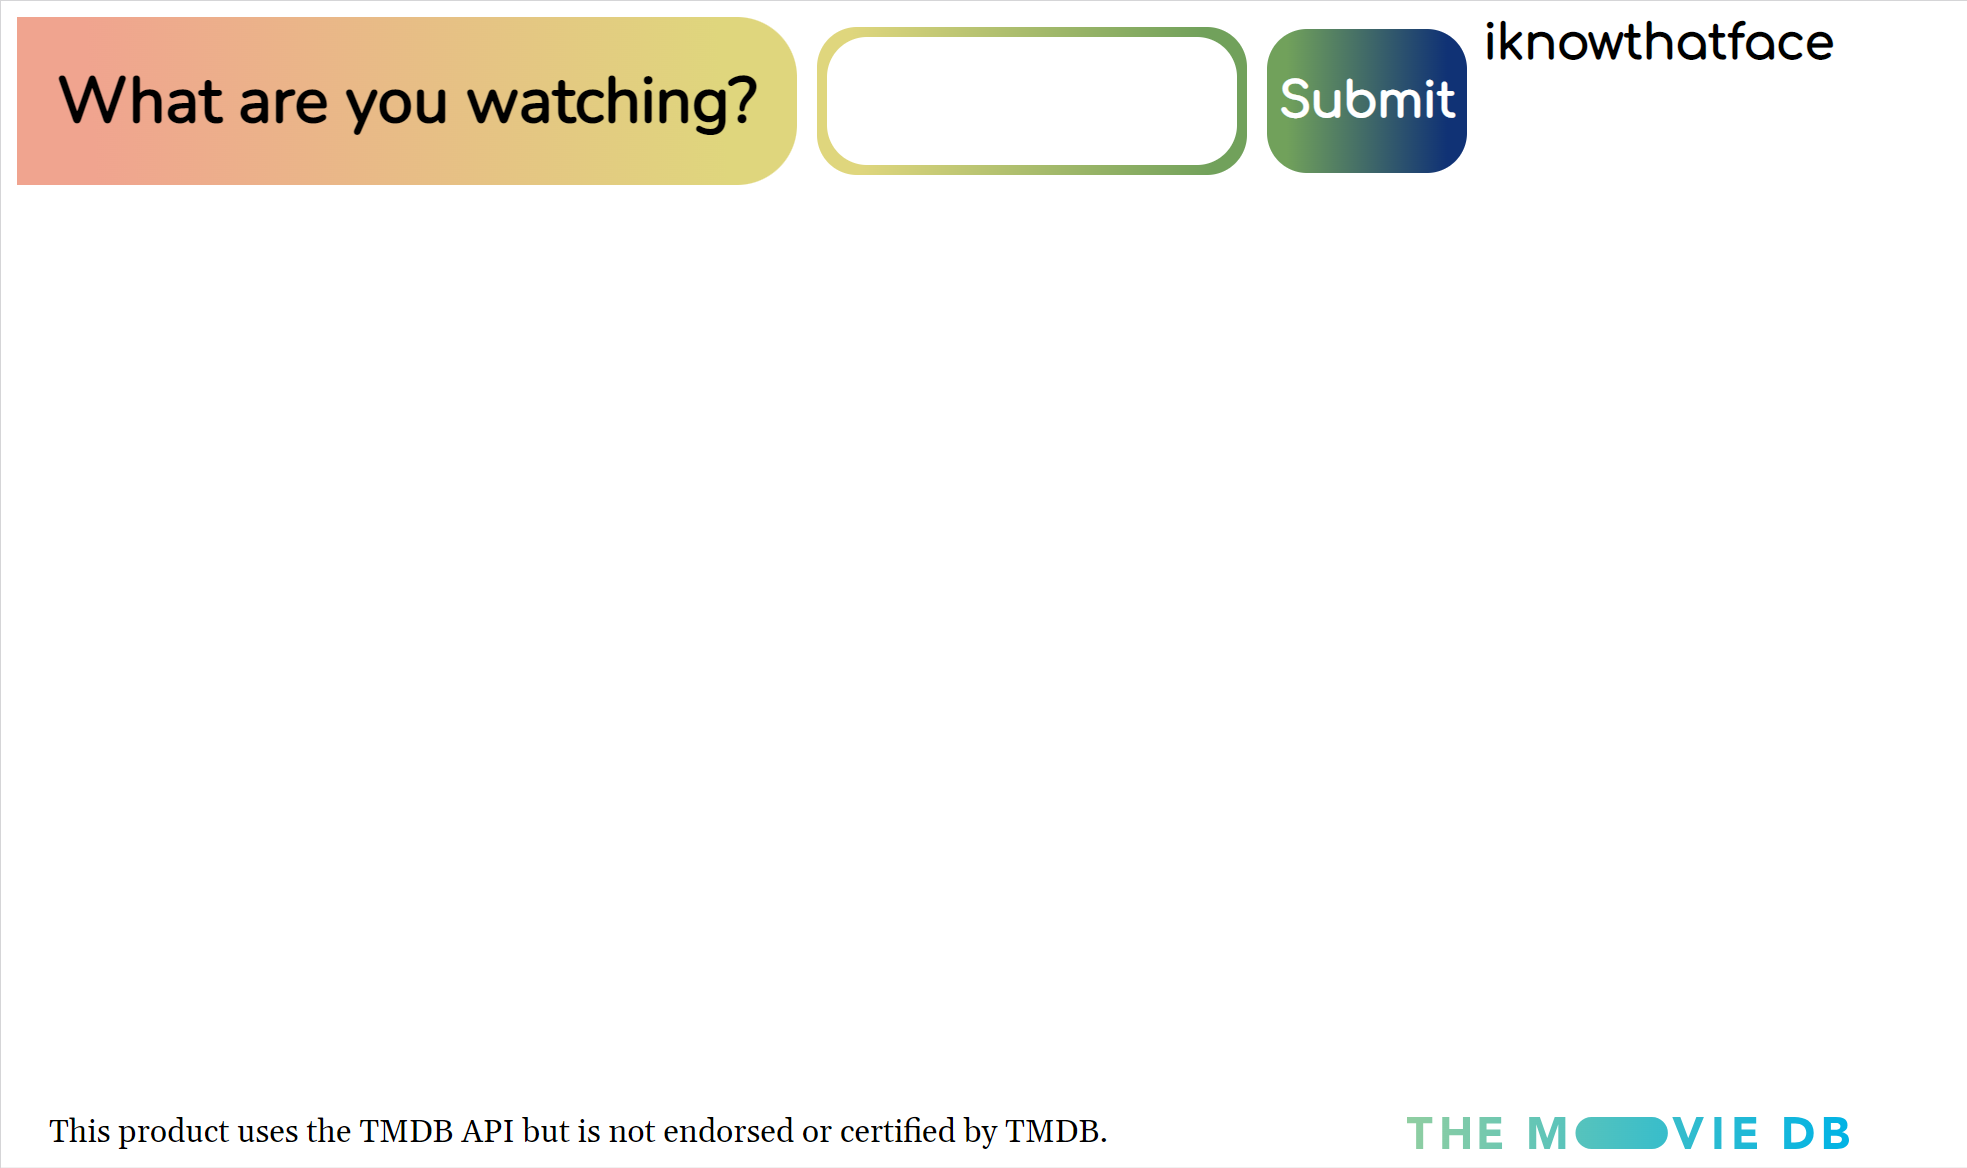 What are you watching?
Submit
iknowthatface
This product uses the TMDB API but is not endorsed or certified by TMDB.
THE MOVIE DB